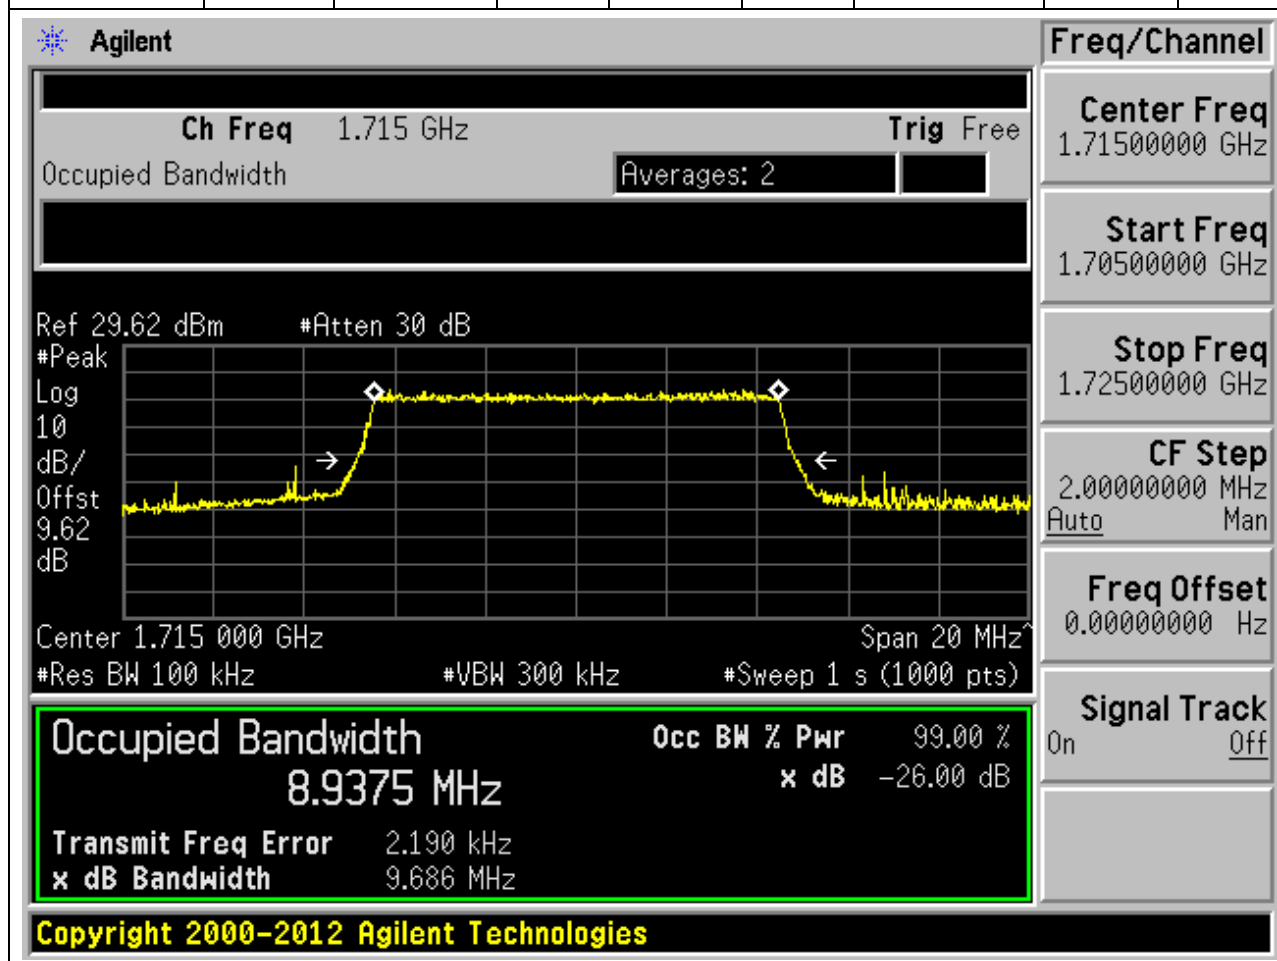 Agilent
Freq/Channel
Ch Freq 1.715 GHz Trig Free
Occupied Bandwidth Averages: 2
Ref 29.62 dBm #Atten 30 dB
#Peak
Log
10
dB/
Offst
9.62
dB
Center 1.715 000 GHz Span 20 MHz^
#Res BW 100 kHz #VBW 300 kHz #Sweep 1 s (1000 pts)
Occupied Bandwidth Occ BW % Pwr 99.00 %
8.9375 MHz x dB -26.00 dB
Transmit Freq Error 2.190 kHz
x dB Bandwidth 9.686 MHz
Copyright 2000-2012 Agilent Technologies
Center Freq
1.71500000 GHz
Start Freq
1.70500000 GHz
Stop Freq
1.72500000 GHz
CF Step
2.00000000 MHz
Auto Man
Freq Offset
0.00000000 Hz
Signal Track
On Off